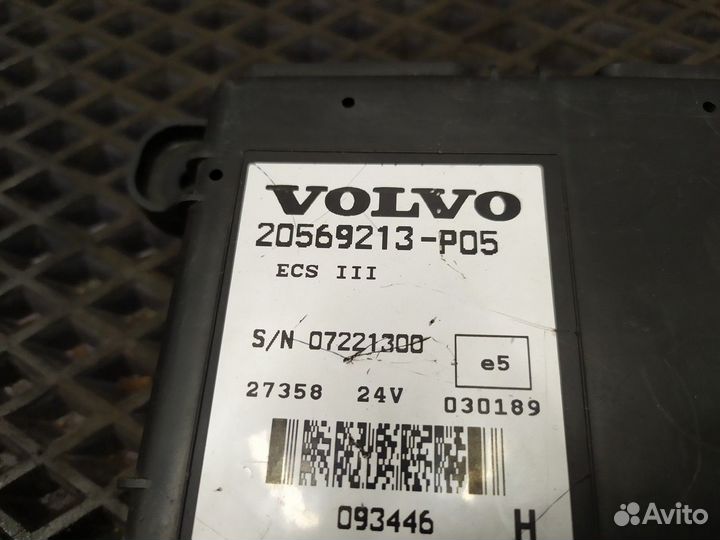 VOLVO
20569213-P05
ECS III
S/N 07221300
e5
27358 24V 030189
093446 H
Avito